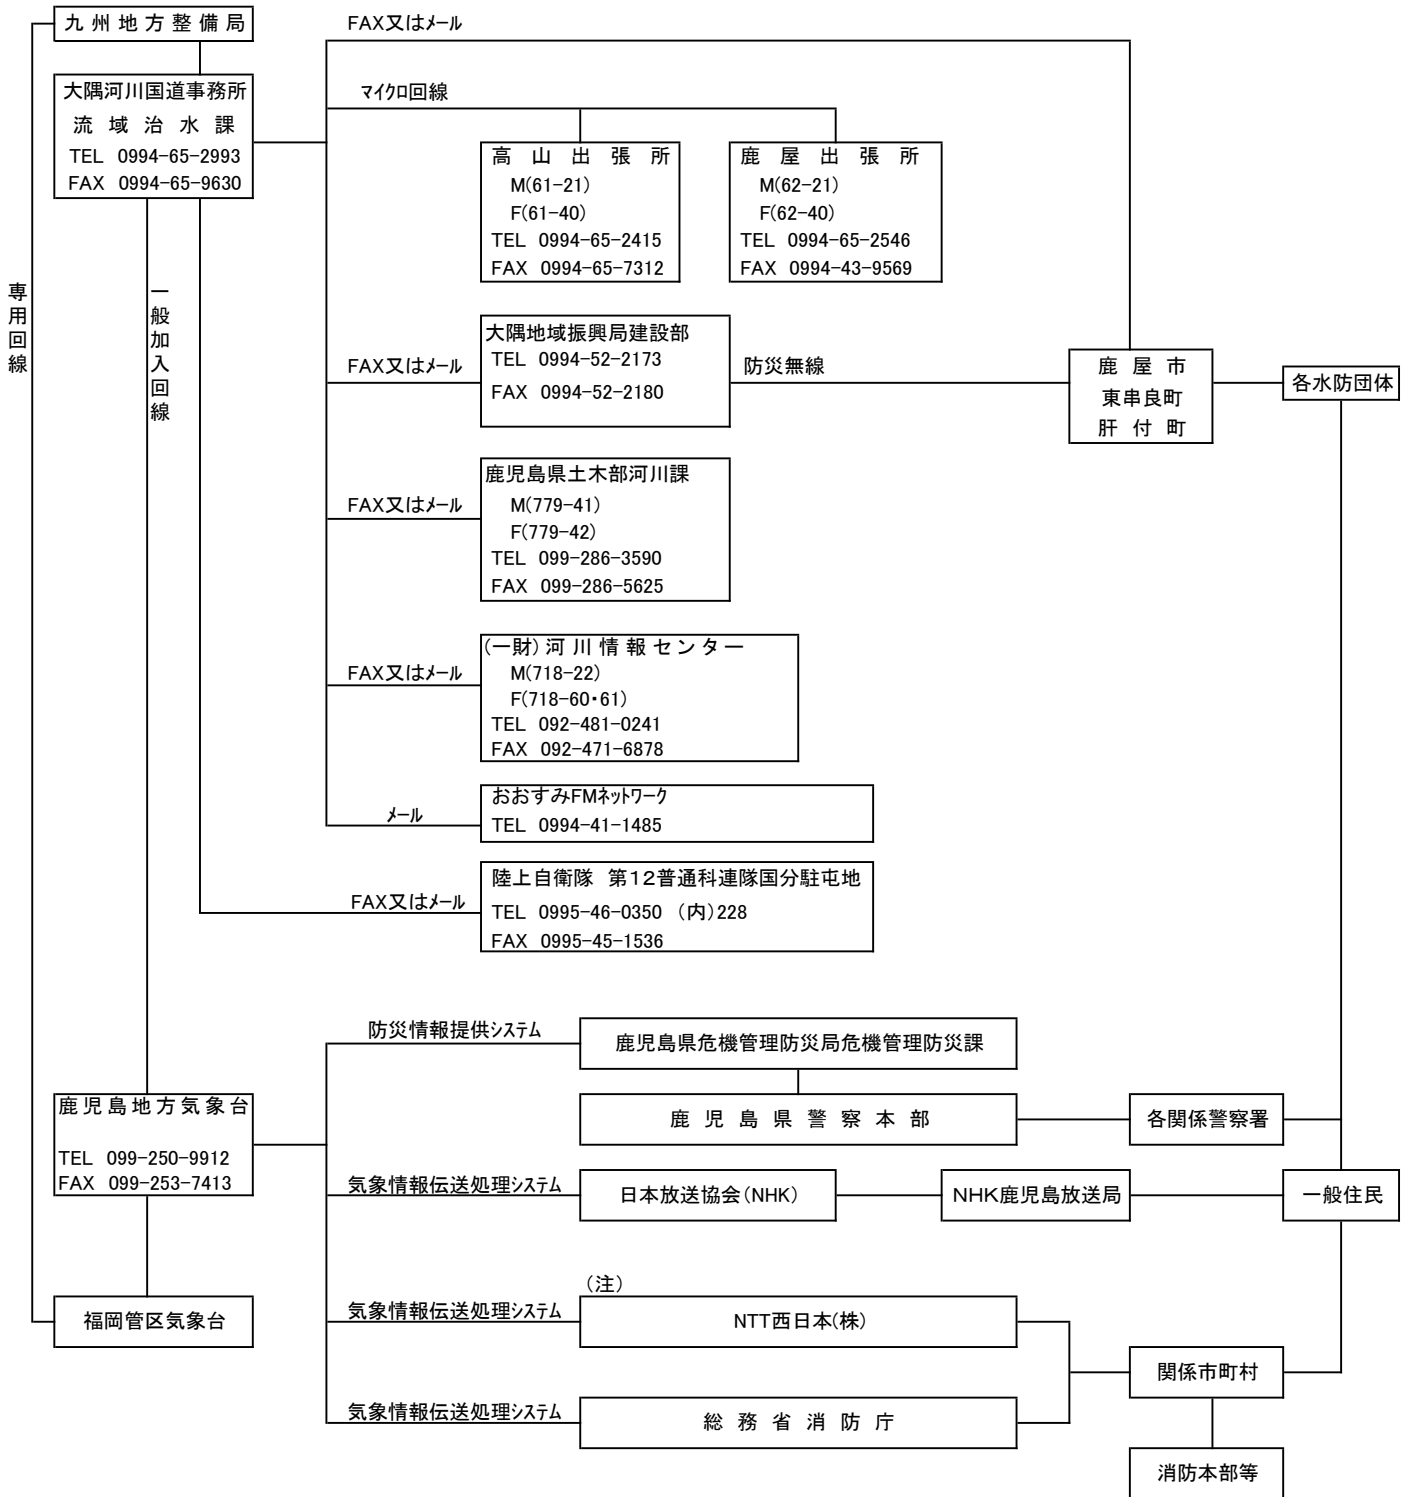 九州地方整備局
FAX又はメール
大隅河川国道事務所
流域治水課
TEL 0994-65-2993
FAX 0994-65-9630
マイクロ回線
高山出張所
M(61-21)
F(61-40)
TEL 0994-65-2415
FAX 0994-65-7312
鹿屋出張所
M(62-21)
F(62-40)
TEL 0994-65-2546
FAX 0994-43-9569
専用回線
一般加入回線
FAX又はメール
大隅地域振興局建設部
TEL 0994-52-2173
FAX 0994-52-2180
防災無線
鹿屋市
東串良町
肝付町
各水防団体
FAX又はメール
鹿児島県土木部河川課
M(779-41)
F(779-42)
TEL 099-286-3590
FAX 099-286-5625
FAX又はメール
(一財)河川情報センター
M(718-22)
F(718-60・61)
TEL 092-481-0241
FAX 092-471-6878
メール
おおすみFMネットワーク
TEL 0994-41-1485
FAX又はメール
陸上自衛隊 第12普通科連隊国分駐屯地
TEL 0995-46-0350 (内)228
FAX 0995-45-1536
防災情報提供システム
鹿児島県危機管理防災局危機管理防災課
鹿児島地方気象台
TEL 099-250-9912
FAX 099-253-7413
鹿児島県警察本部
各関係警察署
気象情報伝送処理システム
日本放送協会(NHK)
NHK鹿児島放送局
一般住民
福岡管区気象台
気象情報伝送処理システム
(注)
NTT西日本(株)
関係市町村
気象情報伝送処理システム
総務省消防庁
消防本部等